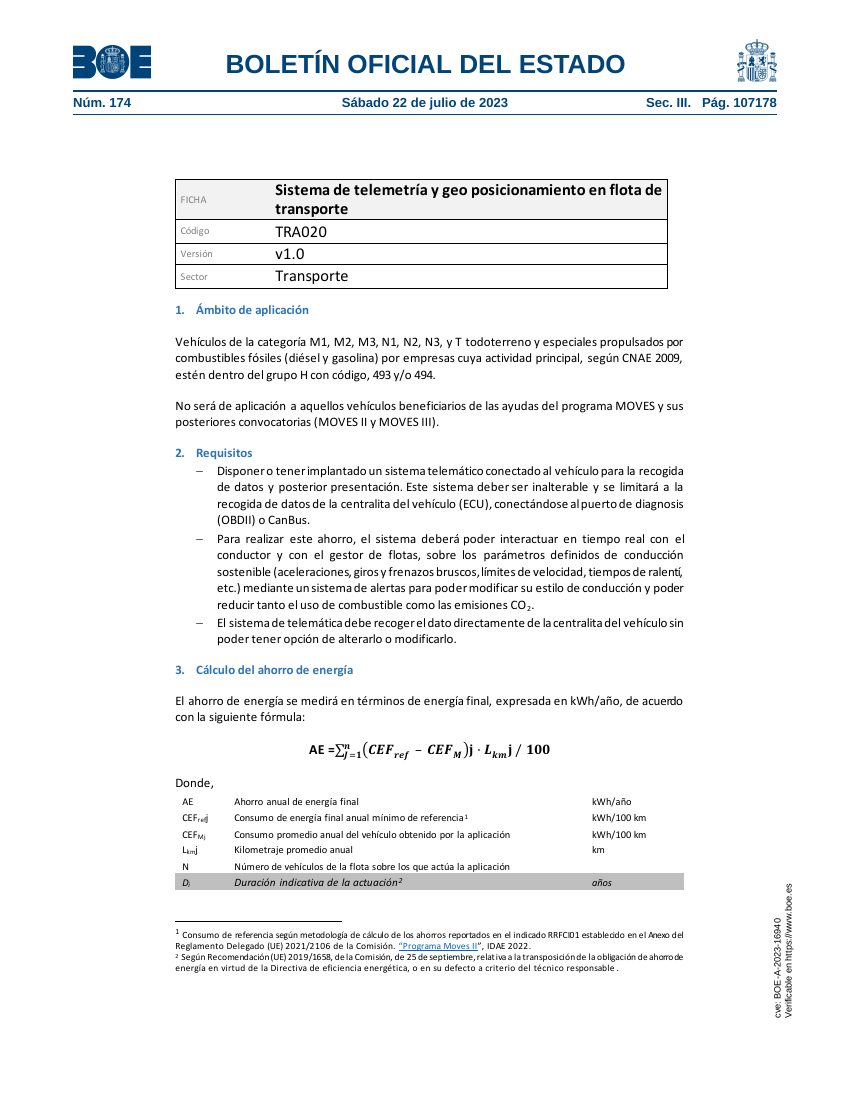 BOE
BOLETÍN OFICIAL DEL ESTADO
Núm. 174
Sábado 22 de julio de 2023
Sec. III. Pág. 107178
FICHA
Sistema de telemetría y geo posicionamiento en flota de
transporte
Código
TRA020
Versión
v1.0
Sector
Transporte
1. Ámbito de aplicación
Vehículos de la categoría M1, M2, M3, N1, N2, N3, y T todoterreno y especiales propulsados por
combustibles fósiles (diésel y gasolina) por empresas cuya actividad principal, según CNAE 2009,
estén dentro del grupo H con código, 493 y/o 494.
No será de aplicación a aquellos vehículos beneficiarios de las ayudas del programa MOVES y sus
posteriores convocatorias (MOVES II y MOVES III).
2. Requisitos
– Disponer o tener implantado un sistema telemático conectado al vehículo para la recogida
de datos y posterior presentación. Este sistema deber ser inalterable y se limitará a la
recogida de datos de la centralita del vehículo (ECU), conectándose al puerto de diagnosis
(OBDII) o CanBus.
– Para realizar este ahorro, el sistema deberá poder interactuar en tiempo real con el
conductor y con el gestor de flotas, sobre los parámetros definidos de conducción
sostenible (aceleraciones, giros y frenazos bruscos, límites de velocidad, tiempos de ralentí,
etc.) mediante un sistema de alertas para poder modificar su estilo de conducción y poder
reducir tanto el uso de combustible como las emisiones CO₂.
– El sistema de telemática debe recoger el dato directamente de la centralita del vehículo sin
poder tener opción de alterarlo o modificarlo.
3. Cálculo del ahorro de energía
El ahorro de energía se medirá en términos de energía final, expresada en kWh/año, de acuerdo
con la siguiente fórmula:
AE =∑ⁿJ=1(CEFref – CEFM)j · Lkmj / 100
Donde,
AE Ahorro anual de energía final kWh/año
CEFrefj Consumo de energía final anual mínimo de referencia¹ kWh/100 km
CEFMj Consumo promedio anual del vehículo obtenido por la aplicación kWh/100 km
Lkmj Kilometraje promedio anual km
N Número de vehículos de la flota sobre los que actúa la aplicación
Di Duración indicativa de la actuación² años
¹ Consumo de referencia según metodología de cálculo de los ahorros reportados en el indicado RRFCI01 establecido en el Anexo del
Reglamento Delegado (UE) 2021/2106 de la Comisión. “Programa Moves II”, IDAE 2022.
² Según Recomendación (UE) 2019/1658, de la Comisión, de 25 de septiembre, relativa a la transposición de la obligación de ahorro de
energía en virtud de la Directiva de eficiencia energética, o en su defecto a criterio del técnico responsable .
cve: BOE-A-2023-16940
Verificable en https://www.boe.es